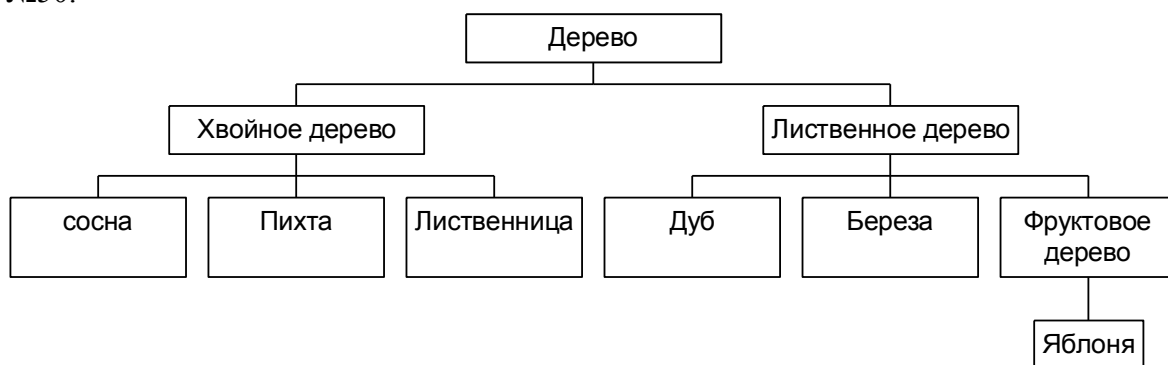 Дерево
Хвойное дерево
Лиственное дерево
сосна
Пихта
Лиственница
Дуб
Береза
Фруктовое
дерево
Яблоня